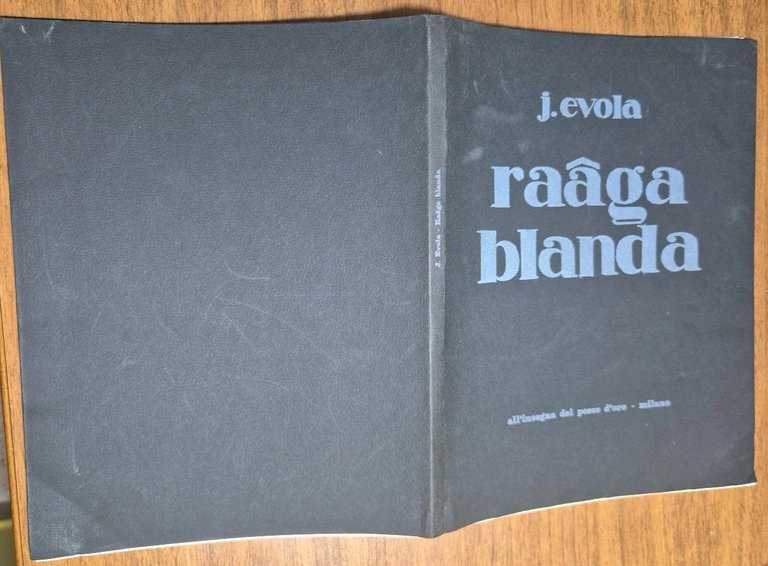 J. Evola - Raâga blanda
j.evola
raâga
blanda
all'insegna del pesce d'oro - milano